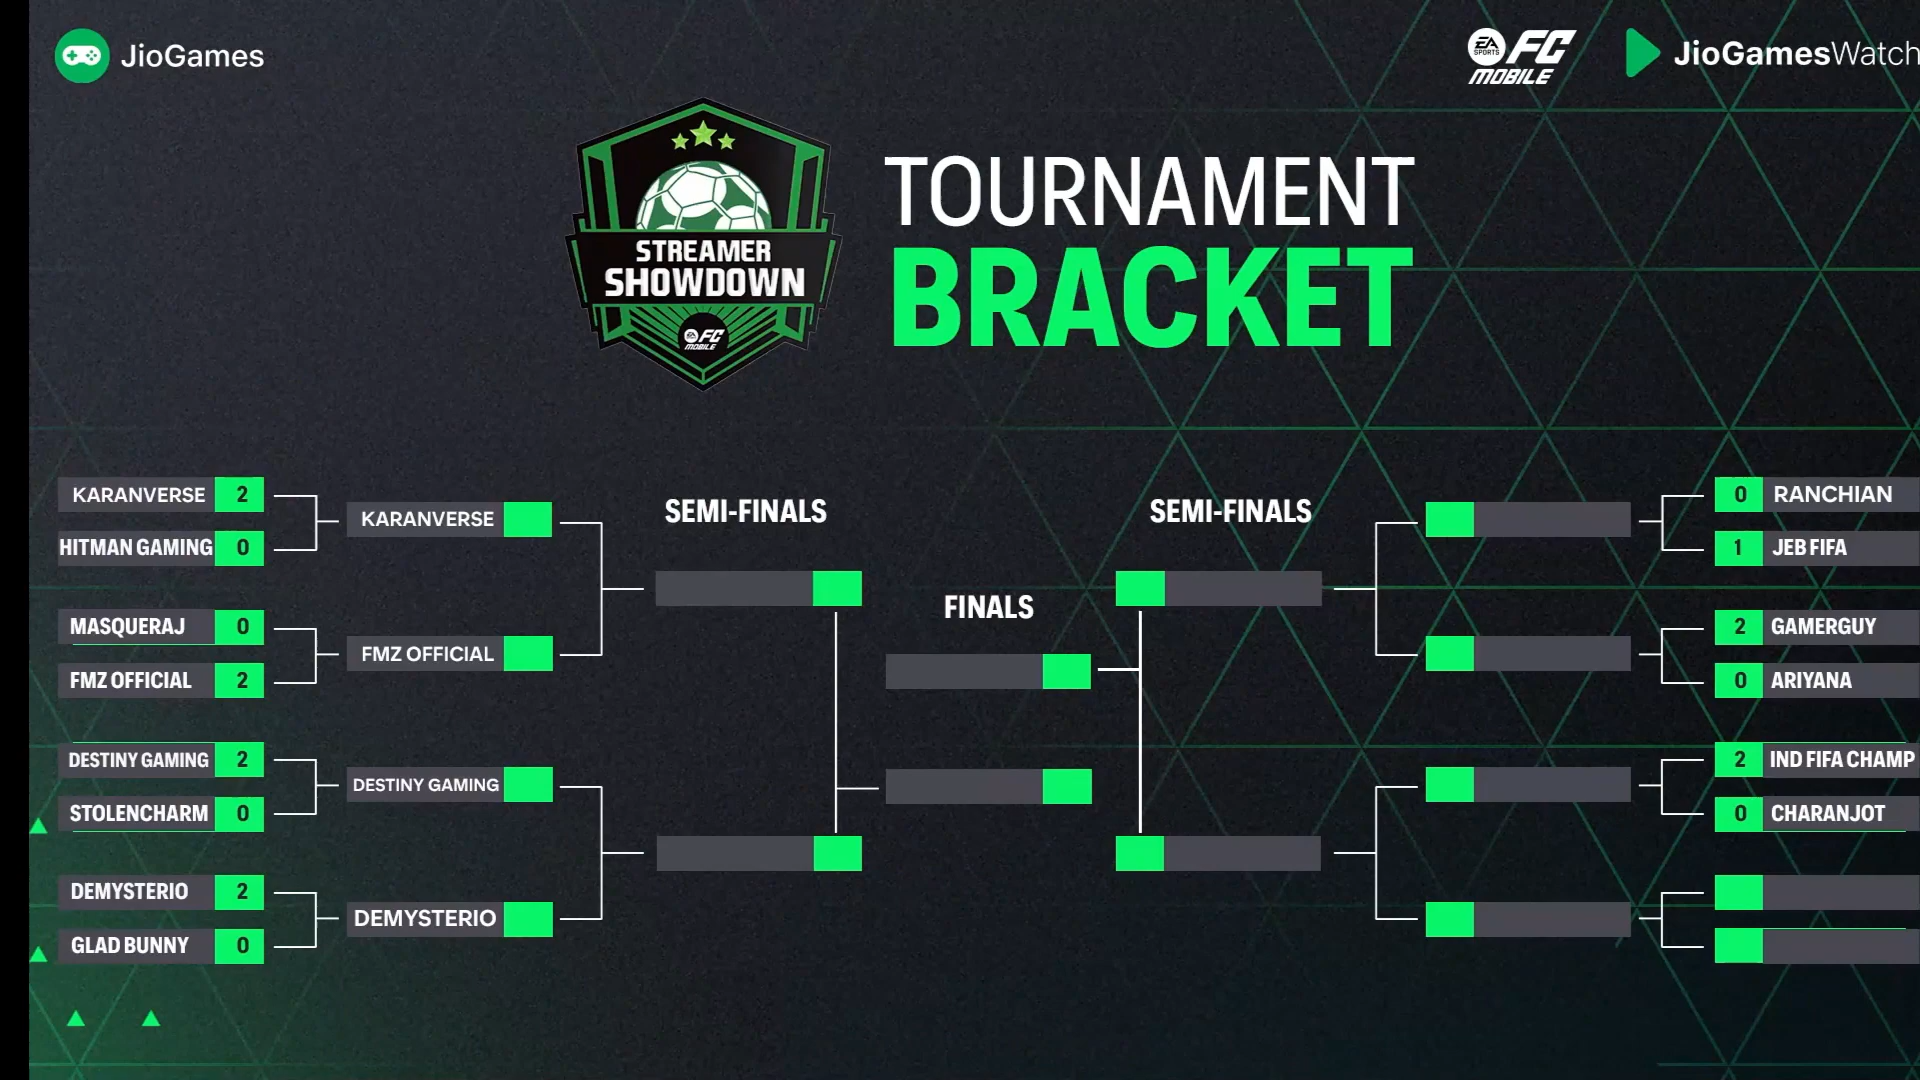 JioGames
EA SPORTS FC MOBILE
JioGamesWatch
STREAMER
SHOWDOWN
EA FC MOBILE
TOURNAMENT
BRACKET
KARANVERSE 2
HITMAN GAMING 0
MASQUERAJ 0
FMZ OFFICIAL 2
DESTINY GAMING 2
STOLENCHARM 0
DEMYSTERIO 2
GLAD BUNNY 0
KARANVERSE
FMZ OFFICIAL
DESTINY GAMING
DEMYSTERIO
SEMI-FINALS
FINALS
SEMI-FINALS
0 RANCHIAN
1 JEB FIFA
2 GAMERGUY
0 ARIYANA
2 IND FIFA CHAMP
0 CHARANJOT